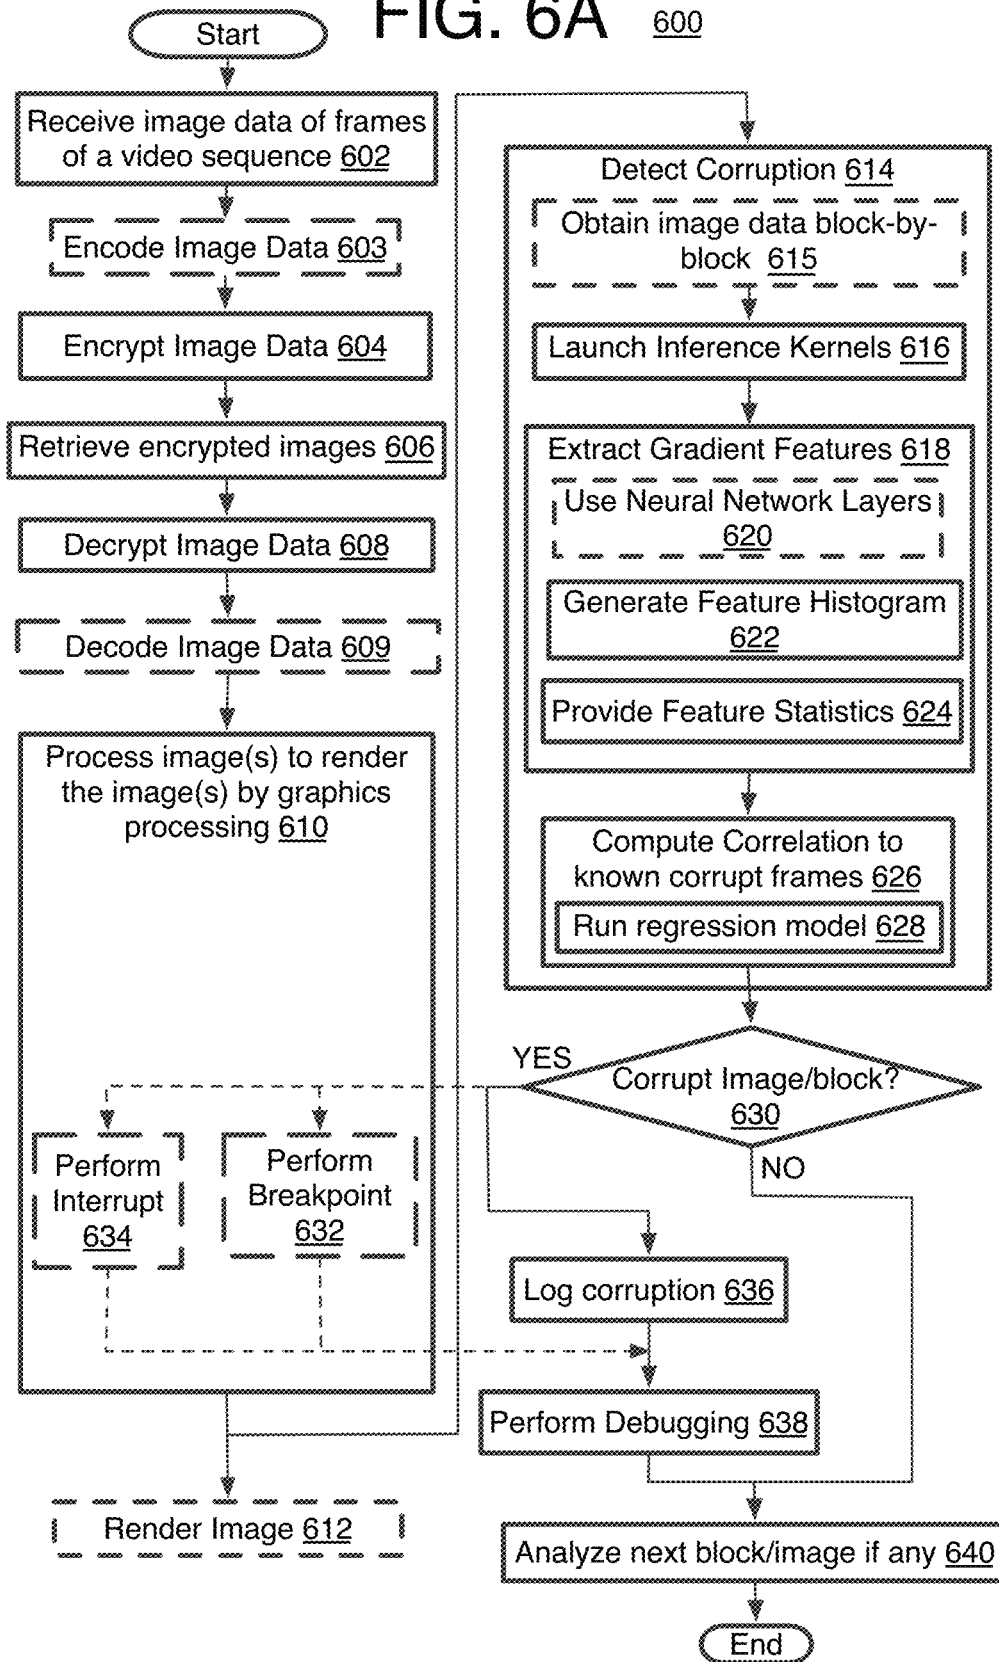 FIG. 6A 600
Start
Receive image data of frames
of a video sequence 602
Encode Image Data 603
Encrypt Image Data 604
Retrieve encrypted images 606
Decrypt Image Data 608
Decode Image Data 609
Process image(s) to render
the image(s) by graphics
processing 610
Perform
Interrupt
634
Perform
Breakpoint
632
Render Image 612
Detect Corruption 614
Obtain image data block-by-
block 615
Launch Inference Kernels 616
Extract Gradient Features 618
Use Neural Network Layers
620
Generate Feature Histogram
622
Provide Feature Statistics 624
Compute Correlation to
known corrupt frames 626
Run regression model 628
YES
Corrupt Image/block?
630
NO
Log corruption 636
Perform Debugging 638
Analyze next block/image if any 640
End